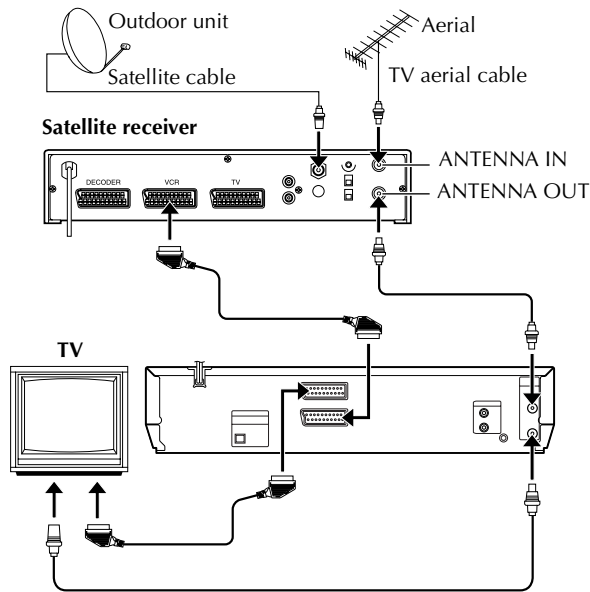 Outdoor unit
Aerial
Satellite cable
TV aerial cable
Satellite receiver
ANTENNA IN
DECODER
VCR
TV
ANTENNA OUT
TV